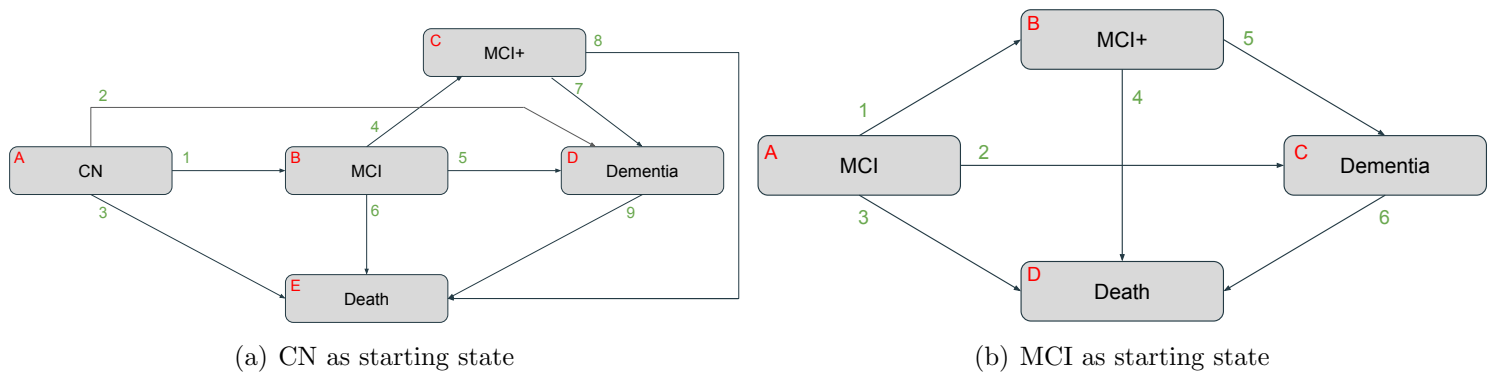 C
MCI+
8
2
4
7
A
CN
1
B
MCI
5
D
Dementia
3
6
9
E
Death
(a) CN as starting state
B
MCI+
5
1
4
A
MCI
2
C
Dementia
3
6
D
Death
(b) MCI as starting state